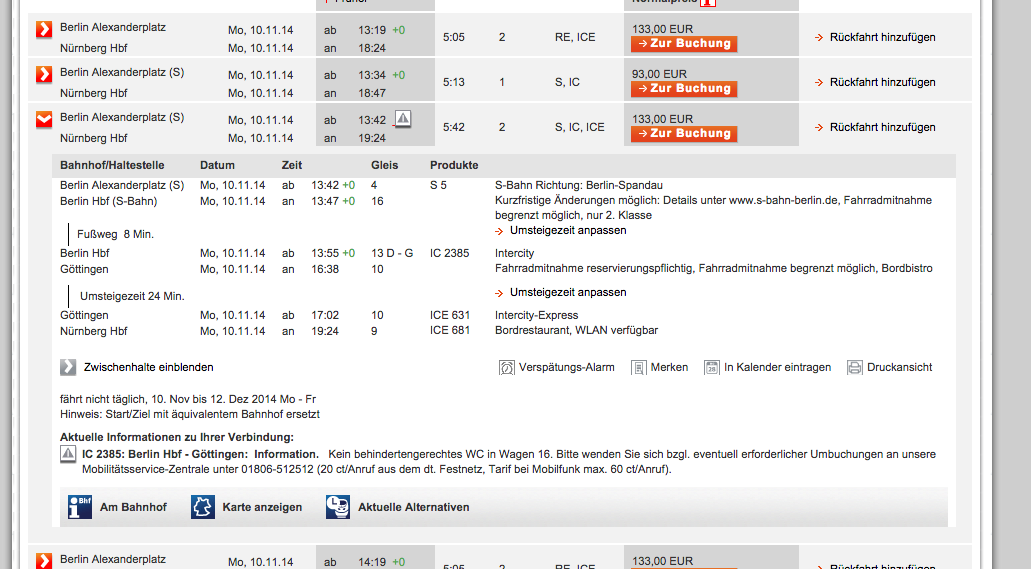 Berlin Alexanderplatz Mo, 10.11.14 ab 13:19 +0 5:05 2 RE, ICE 133,00 EUR Rückfahrt hinzufügen
Nürnberg Hbf Mo, 10.11.14 an 18:24 Zur Buchung
Berlin Alexanderplatz (S) Mo, 10.11.14 ab 13:34 +0 5:13 1 S, IC 93,00 EUR Rückfahrt hinzufügen
Nürnberg Hbf Mo, 10.11.14 an 18:47 Zur Buchung
Berlin Alexanderplatz (S) Mo, 10.11.14 ab 13:42 5:42 2 S, IC, ICE 133,00 EUR Rückfahrt hinzufügen
Nürnberg Hbf Mo, 10.11.14 an 19:24 Zur Buchung
Bahnhof/Haltestelle Datum Zeit Gleis Produkte
Berlin Alexanderplatz (S) Mo, 10.11.14 ab 13:42 +0 4 S 5 S-Bahn Richtung: Berlin-Spandau
Berlin Hbf (S-Bahn) Mo, 10.11.14 an 13:47 +0 16 Kurzfristige Änderungen möglich: Details unter www.s-bahn-berlin.de, Fahrradmitnahme
begrenzt möglich, nur 2. Klasse
Fußweg 8 Min. Umsteigezeit anpassen
Berlin Hbf Mo, 10.11.14 ab 13:55 +0 13 D - G IC 2385 Intercity
Göttingen Mo, 10.11.14 an 16:38 10 Fahrradmitnahme reservierungspflichtig, Fahrradmitnahme begrenzt möglich, Bordbistro
Umsteigezeit 24 Min. Umsteigezeit anpassen
Göttingen Mo, 10.11.14 ab 17:02 10 ICE 631 Intercity-Express
Nürnberg Hbf Mo, 10.11.14 an 19:24 9 ICE 681 Bordrestaurant, WLAN verfügbar
Zwischenhalte einblenden Verspätungs-Alarm Merken In Kalender eintragen Druckansicht
fährt nicht täglich, 10. Nov bis 12. Dez 2014 Mo - Fr
Hinweis: Start/Ziel mit äquivalentem Bahnhof ersetzt
Aktuelle Informationen zu Ihrer Verbindung:
IC 2385: Berlin Hbf - Göttingen: Information. Kein behindertengerechtes WC in Wagen 16. Bitte wenden Sie sich bzgl. eventuell erforderlicher Umbuchungen an unsere
Mobilitätsservice-Zentrale unter 01806-512512 (20 ct/Anruf aus dem dt. Festnetz, Tarif bei Mobilfunk max. 60 ct/Anruf).
Bhf Am Bahnhof Karte anzeigen Aktuelle Alternativen
Berlin Alexanderplatz Mo, 10.11.14 ab 14:19 +0 5:05 2 RE, ICE 133,00 EUR Rückfahrt hinzufügen